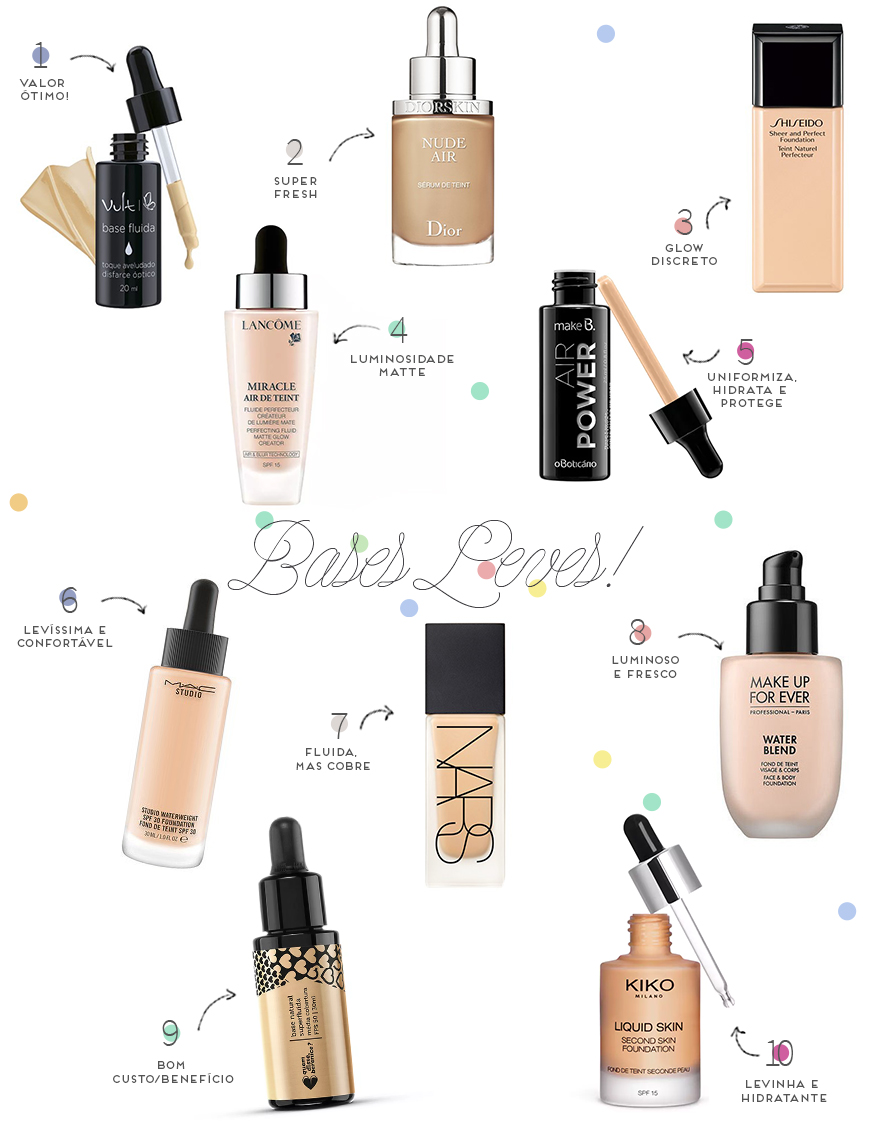 1
VALOR
ÓTIMO!
Vult
base fluida
toque aveludado
disfarce óptico
20 ml
2
SUPER
FRESH
DIORSKIN
NUDE
AIR
SÉRUM DE TEINT
Dior
SHISEIDO
Sheer and Perfect
Foundation
Teint Naturel
Perfecteur
3
GLOW
DISCRETO
LANCÔME
MIRACLE
AIR DE TEINT
FLUIDE PERFECTEUR
CRÉATEUR
DE LUMIÈRE MATE
PERFECTING FLUID
MATTE GLOW
CREATOR
AIR & BLUR TECHNOLOGY
SPF 15
4
LUMINOSIDADE
MATTE
make B.
AIR
POWER
oBoticário
5
UNIFORMIZA,
HIDRATA E
PROTEGE
Bases Leves!
6
LEVÍSSIMA E
CONFORTÁVEL
MAC
STUDIO
STUDIO WATERWEIGHT
SPF 30 FOUNDATION
FOND DE TEINT SPF 30
30 ML / 1.0 FL OZ
7
FLUIDA,
MAS COBRE
NARS
8
LUMINOSO
E FRESCO
MAKE UP
FOR EVER
PROFESSIONAL – PARIS
WATER
BLEND
FOND DE TEINT
VISAGE & CORPS
FACE & BODY
FOUNDATION
9
BOM
CUSTO/BENEFÍCIO
base natural
superfluida
média cobertura
FPS 30 | 30ml
quem
disse,
berenice?
KIKO
MILANO
LIQUID SKIN
SECOND SKIN
FOUNDATION
FOND DE TEINT SECONDE PEAU
SPF 15
10
LEVINHA E
HIDRATANTE